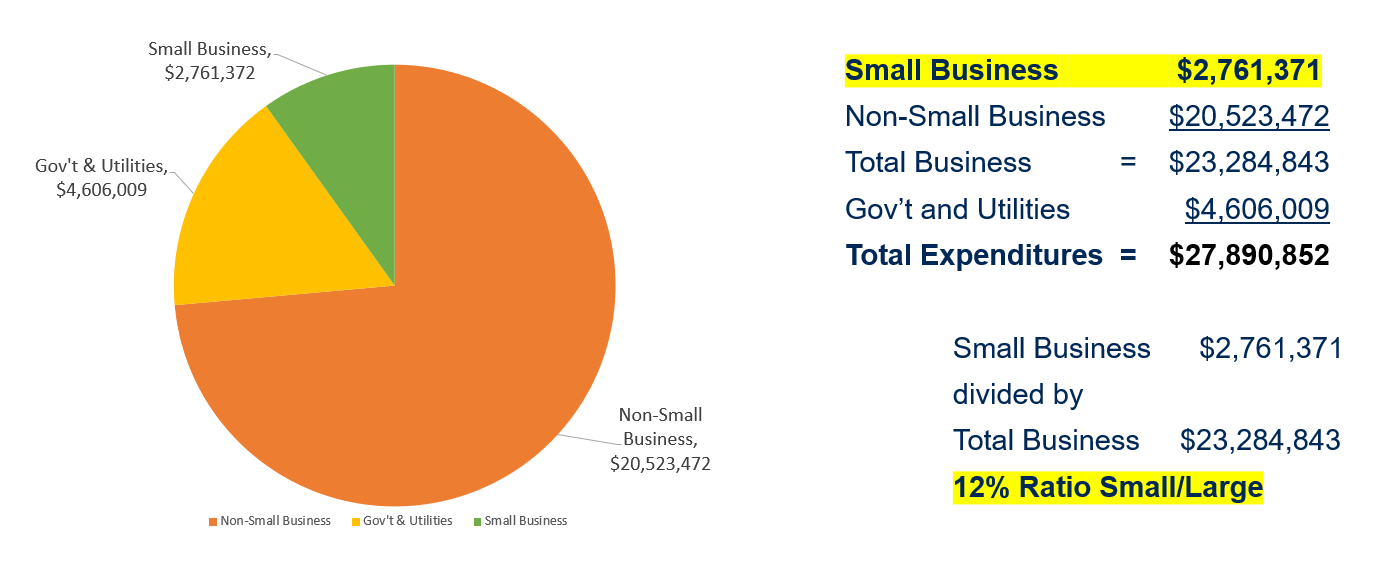 Small Business,
$2,761,372
Gov't & Utilities,
$4,606,009
Non-Small
Business,
$20,523,472
Non-Small Business Gov't & Utilities Small Business
Small Business $2,761,371
Non-Small Business $20,523,472
Total Business = $23,284,843
Gov’t and Utilities $4,606,009
Total Expenditures = $27,890,852
Small Business $2,761,371
divided by
Total Business $23,284,843
12% Ratio Small/Large